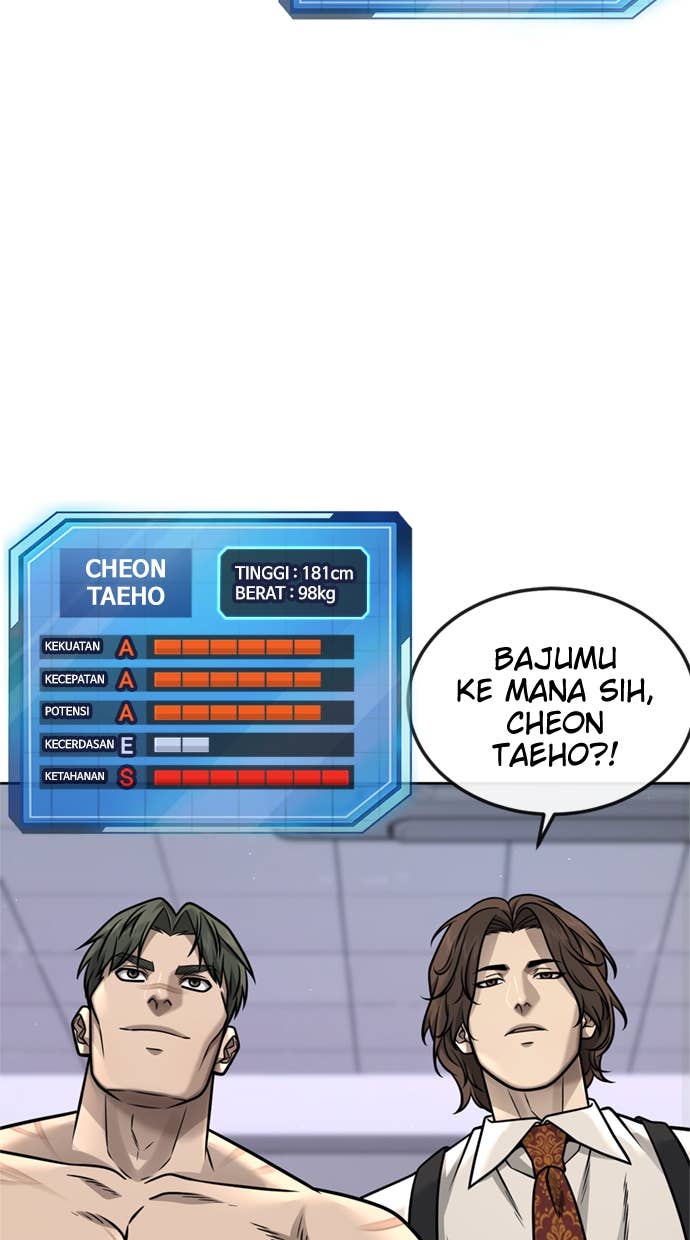 CHEON
TAEHO
TINGGI : 181cm
BERAT : 98kg
KEKUATAN A
KECEPATAN A
POTENSI A
KECERDASAN E
KETAHANAN S
BAJUMU
KE MANA SIH,
CHEON
TAEHO?!